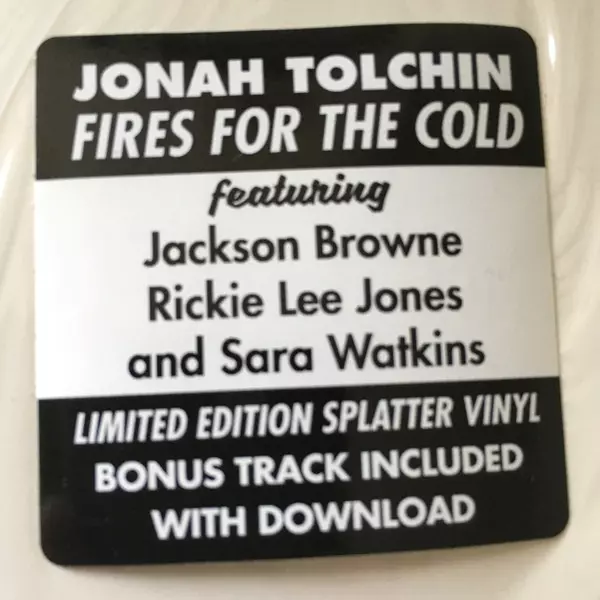 JONAH TOLCHIN
FIRES FOR THE COLD
featuring
Jackson Browne
Rickie Lee Jones
and Sara Watkins
LIMITED EDITION SPLATTER VINYL
BONUS TRACK INCLUDED
WITH DOWNLOAD